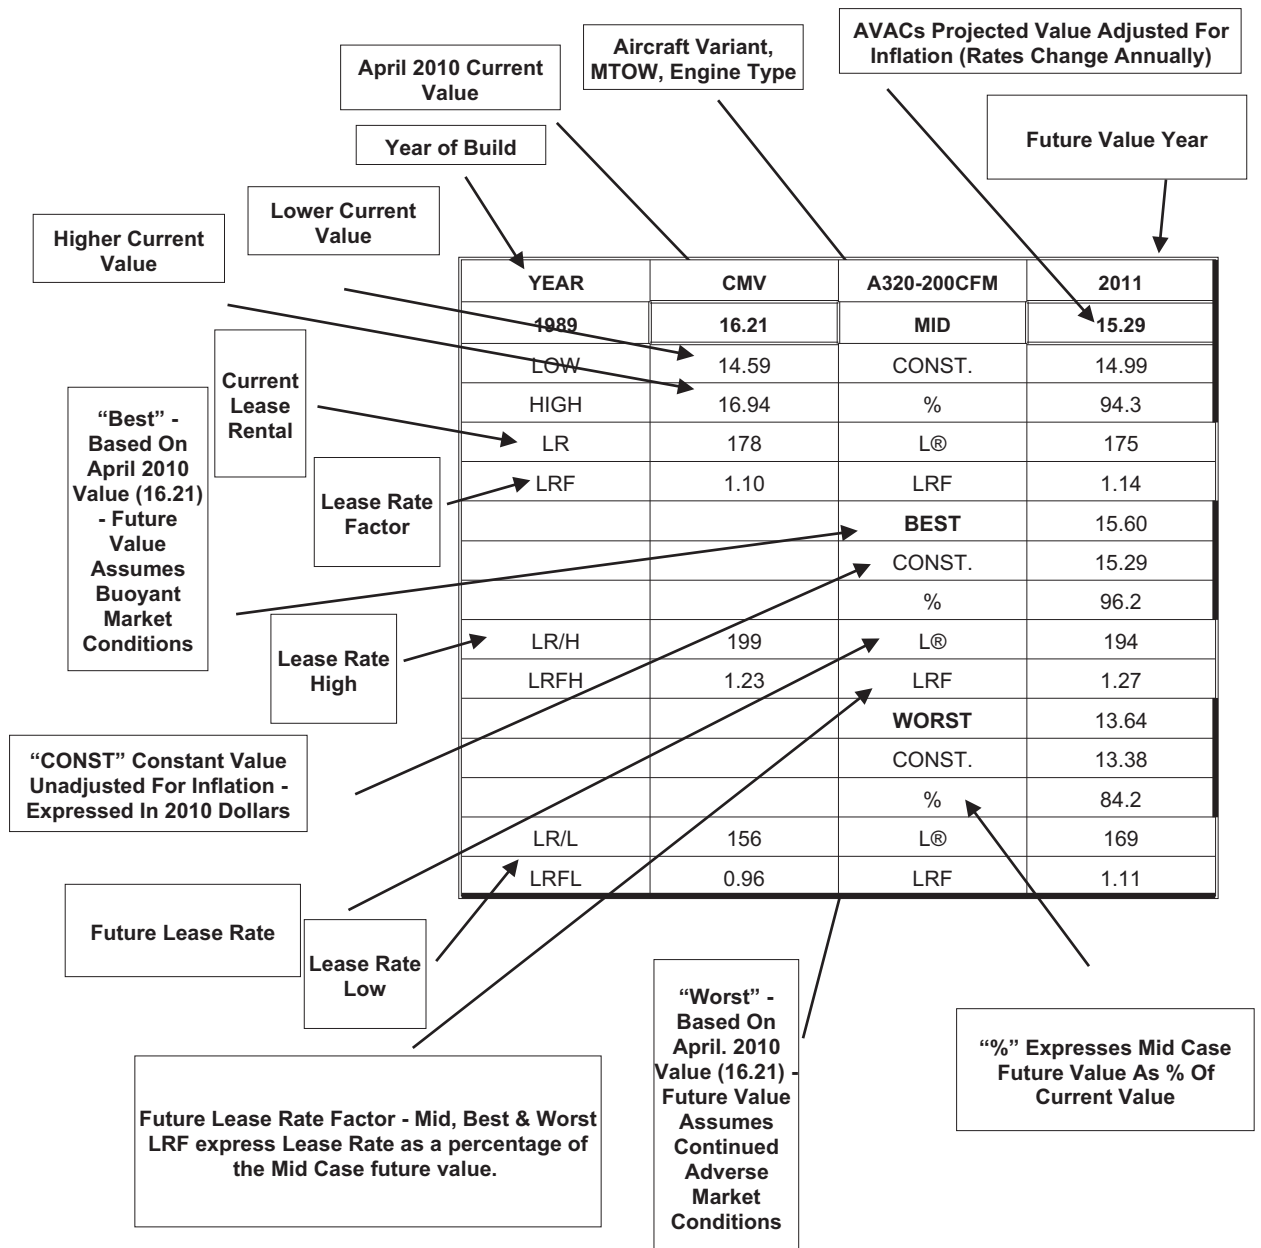 AVACs Projected Value Adjusted For
Inflation (Rates Change Annually)
Aircraft Variant,
MTOW, Engine Type
April 2010 Current
Value
Future Value Year
Year of Build
Lower Current
Value
Higher Current
Value
YEAR CMV A320-200CFM 2011
1989 16.21 MID 15.29
LOW 14.59 CONST. 14.99
HIGH 16.94 % 94.3
LR 178 L® 175
LRF 1.10 LRF 1.14
BEST 15.60
CONST. 15.29
% 96.2
LR/H 199 L® 194
LRFH 1.23 LRF 1.27
WORST 13.64
CONST. 13.38
% 84.2
LR/L 156 L® 169
LRFL 0.96 LRF 1.11
Current
Lease
Rental
“Best” -
Based On
April 2010
Value (16.21)
- Future
Value
Assumes
Buoyant
Market
Conditions
Lease Rate
Factor
Lease Rate
High
“CONST” Constant Value
Unadjusted For Inflation -
Expressed In 2010 Dollars
Future Lease Rate
Lease Rate
Low
“Worst” -
Based On
April. 2010
Value (16.21) -
Future Value
Assumes
Continued
Adverse
Market
Conditions
“%” Expresses Mid Case
Future Value As % Of
Current Value
Future Lease Rate Factor - Mid, Best & Worst
LRF express Lease Rate as a percentage of
the Mid Case future value.